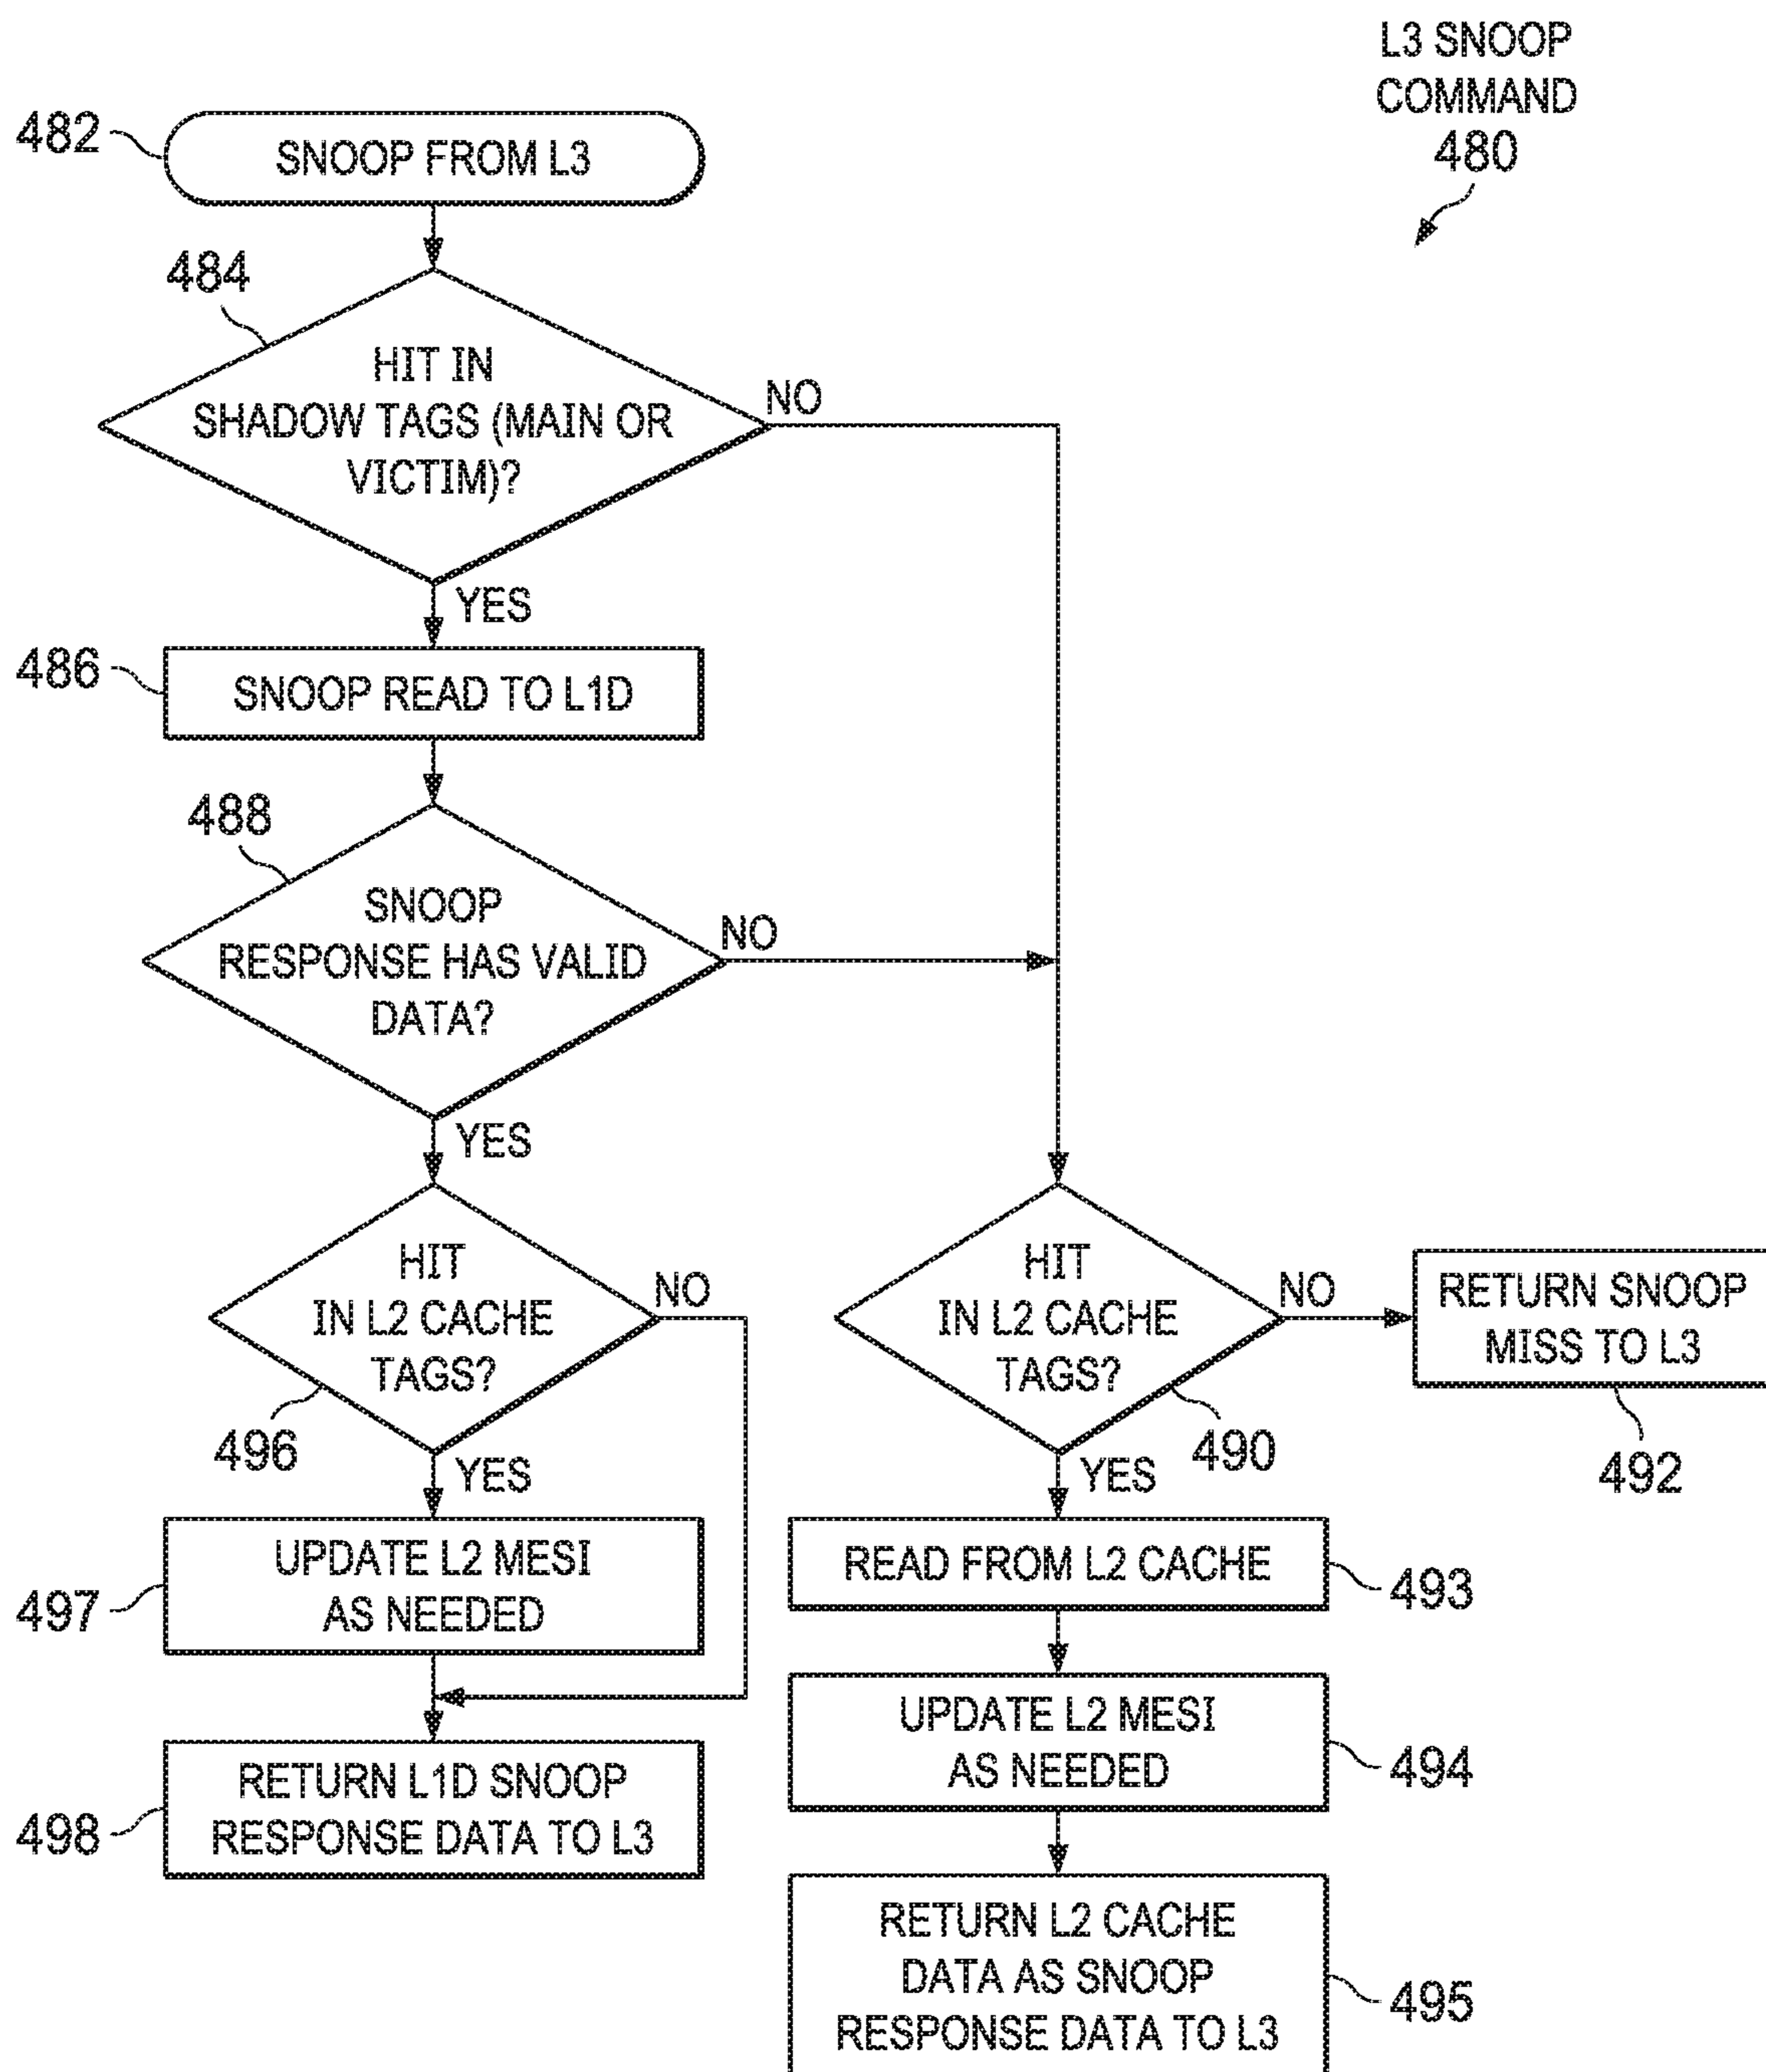 L3 SNOOP
COMMAND
480
482
SNOOP FROM L3
484
HIT IN
SHADOW TAGS (MAIN OR
VICTIM)?
NO
YES
486
SNOOP READ TO L1D
488
SNOOP
RESPONSE HAS VALID
DATA?
NO
YES
HIT
IN L2 CACHE
TAGS?
NO
496
YES
HIT
IN L2 CACHE
TAGS?
NO
490
YES
RETURN SNOOP
MISS TO L3
492
497
UPDATE L2 MESI
AS NEEDED
READ FROM L2 CACHE
493
UPDATE L2 MESI
AS NEEDED
494
498
RETURN L1D SNOOP
RESPONSE DATA TO L3
RETURN L2 CACHE
DATA AS SNOOP
RESPONSE DATA TO L3
495